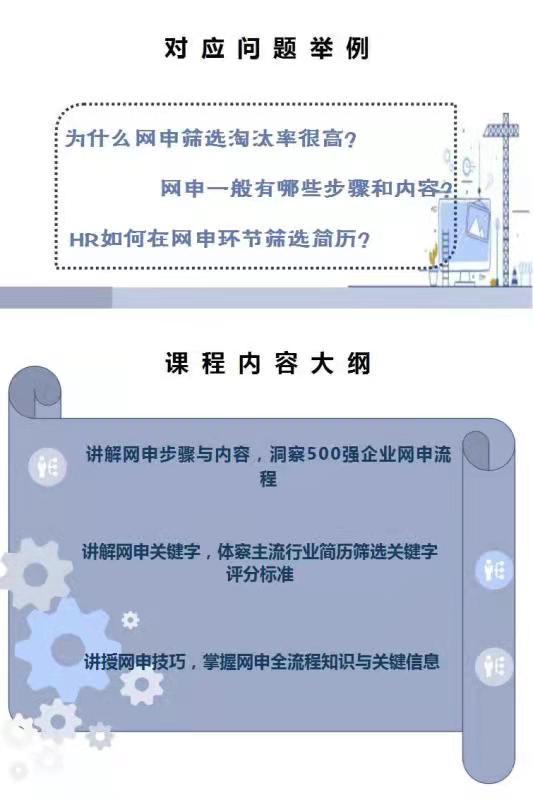 对应问题举例
为什么网申筛选淘汰率很高?
网申一般有哪些步骤和内容?
HR如何在网申环节筛选简历?
课程内容大纲
讲解网申步骤与内容，洞察500强企业网申流
程
讲解网申关键字，体察主流行业简历筛选关键字
评分标准
讲授网申技巧，掌握网申全流程知识与关键信息